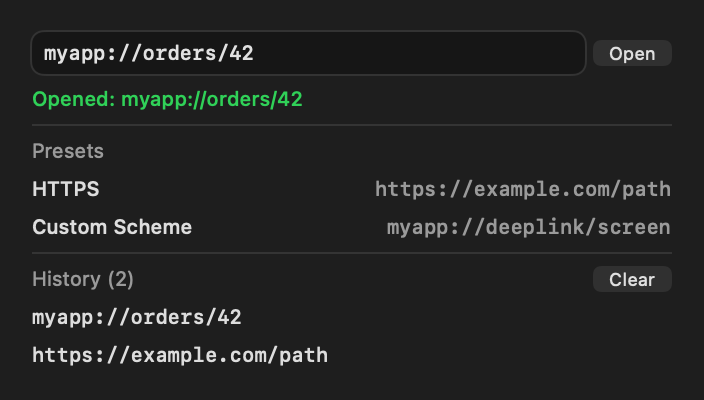 myapp://orders/42 Open
Opened: myapp://orders/42
Presets
HTTPS https://example.com/path
Custom Scheme myapp://deeplink/screen
History (2) Clear
myapp://orders/42
https://example.com/path